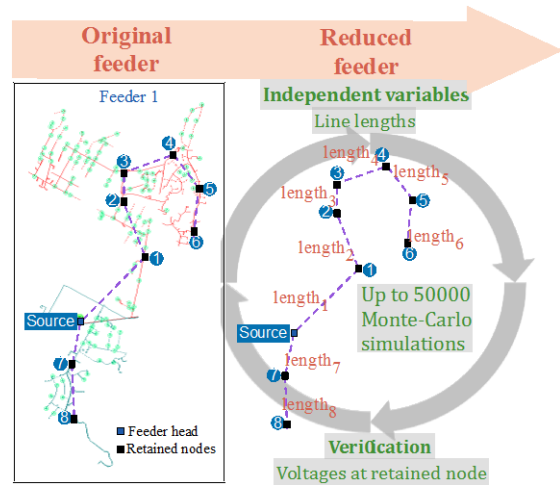 Original
feeder
Reduced
feeder
Feeder 1
4
3
2
5
6
1
Source
7
8
Feeder head
Retained nodes
Independent variables
Line lengths
4
length4
length5
3
length3
2
5
length6
6
length2
1
length1
Up to 50000
Monte-Carlo
simulations
Source
length7
7
length8
8
Verification
Voltages at retained node